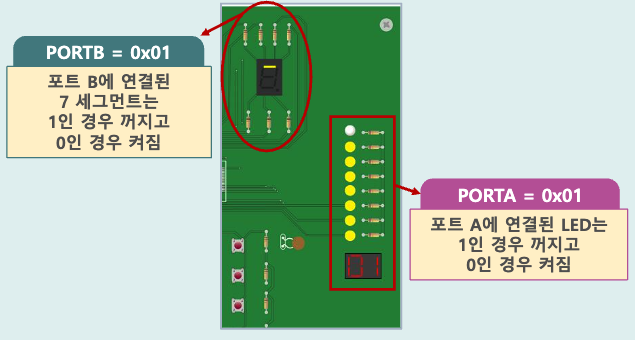 PORTB = 0x01
포트 B에 연결된
7 세그먼트는
1인 경우 꺼지고
0인 경우 켜짐
01
PORTA = 0x01
포트 A에 연결된 LED는
1인 경우 꺼지고
0인 경우 켜짐